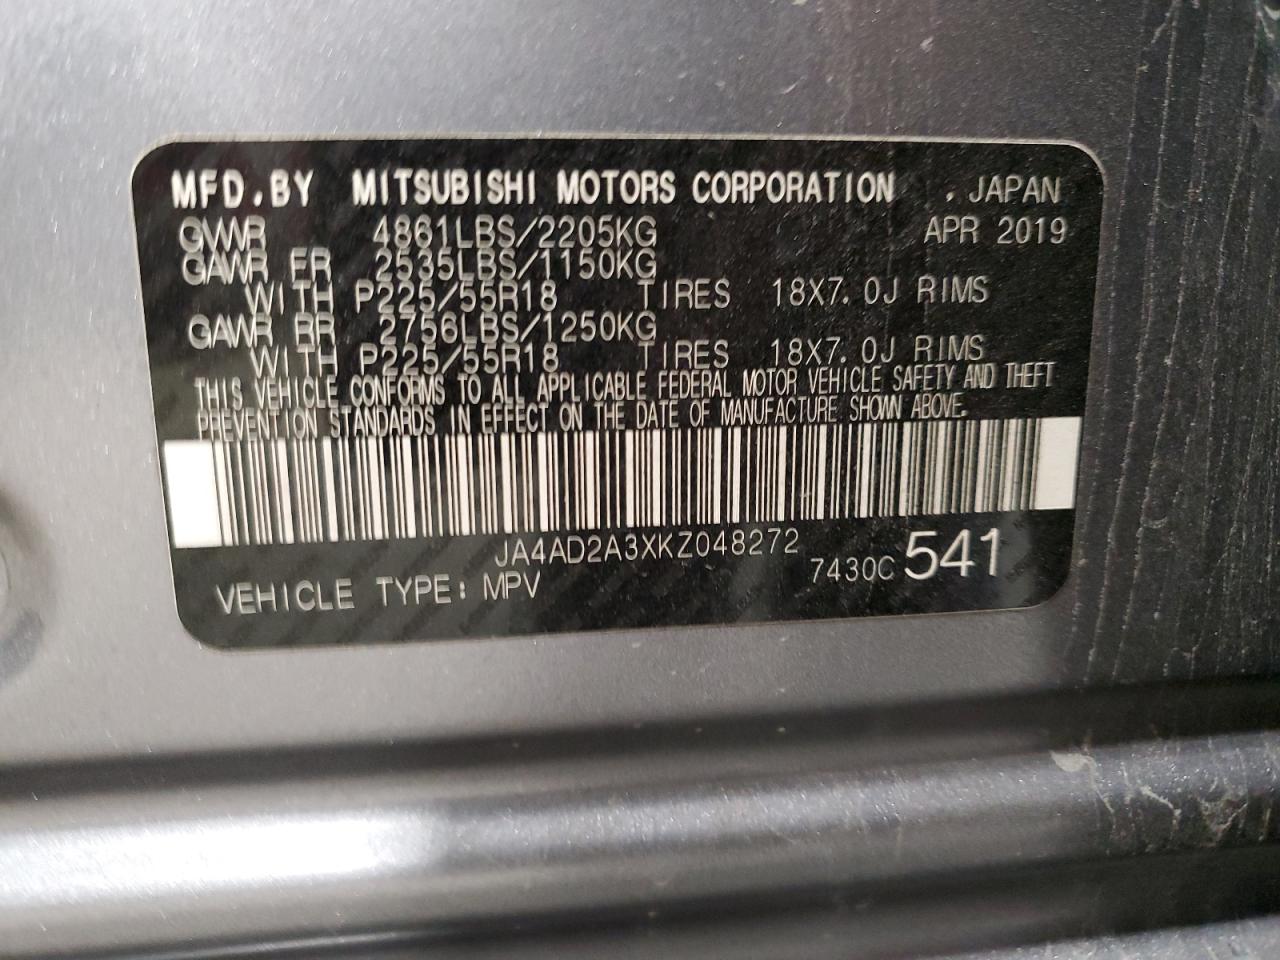 MFD.BY MITSUBISHI MOTORS CORPORATION . JAPAN
GVWR 4861LBS/2205KG APR 2019
GAWR FR 2535LBS/1150KG
WITH P225/55R18 TIRES 18X7.0J RIMS
GAWR RR 2756LBS/1250KG
WITH P225/55R18 TIRES 18X7.0J RIMS
THIS VEHICLE CONFORMS TO ALL APPLICABLE FEDERAL MOTOR VEHICLE SAFETY AND THEFT
PREVENTION STANDARDS IN EFFECT ON THE DATE OF MANUFACTURE SHOWN ABOVE.
JA4AD2A3XKZ048272
VEHICLE TYPE: MPV 7430C 541